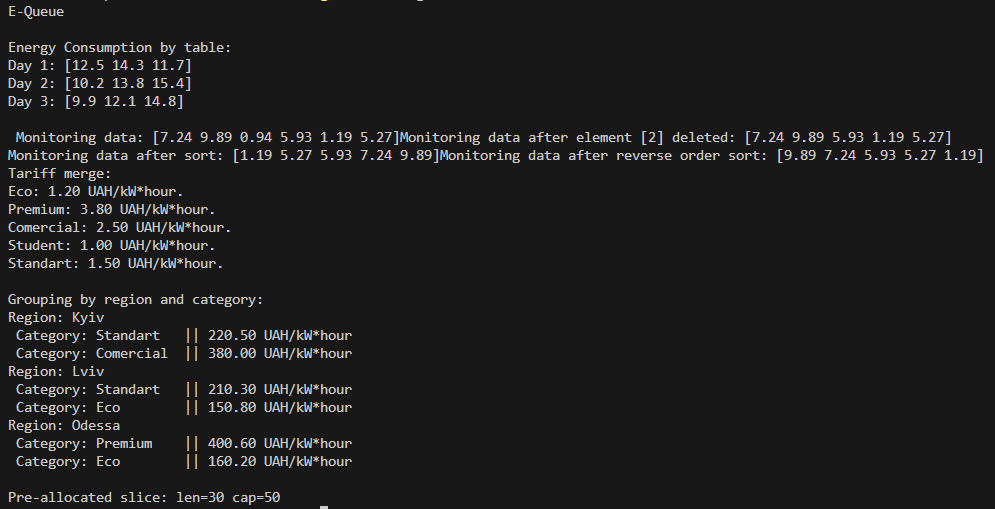 E-Queue
Energy Consumption by table:
Day 1: [12.5 14.3 11.7]
Day 2: [10.2 13.8 15.4]
Day 3: [9.9 12.1 14.8]
Monitoring data: [7.24 9.89 0.94 5.93 1.19 5.27]Monitoring data after element [2] deleted: [7.24 9.89 5.93 1.19 5.27]
Monitoring data after sort: [1.19 5.27 5.93 7.24 9.89]Monitoring data after reverse order sort: [9.89 7.24 5.93 5.27 1.19]
Tariff merge:
Eco: 1.20 UAH/kW*hour.
Premium: 3.80 UAH/kW*hour.
Comercial: 2.50 UAH/kW*hour.
Student: 1.00 UAH/kW*hour.
Standart: 1.50 UAH/kW*hour.
Grouping by region and category:
Region: Kyiv
Category: Standart || 220.50 UAH/kW*hour
Category: Comercial || 380.00 UAH/kW*hour
Region: Lviv
Category: Standart || 210.30 UAH/kW*hour
Category: Eco || 150.80 UAH/kW*hour
Region: Odessa
Category: Premium || 400.60 UAH/kW*hour
Category: Eco || 160.20 UAH/kW*hour
Pre-allocated slice: len=30 cap=50